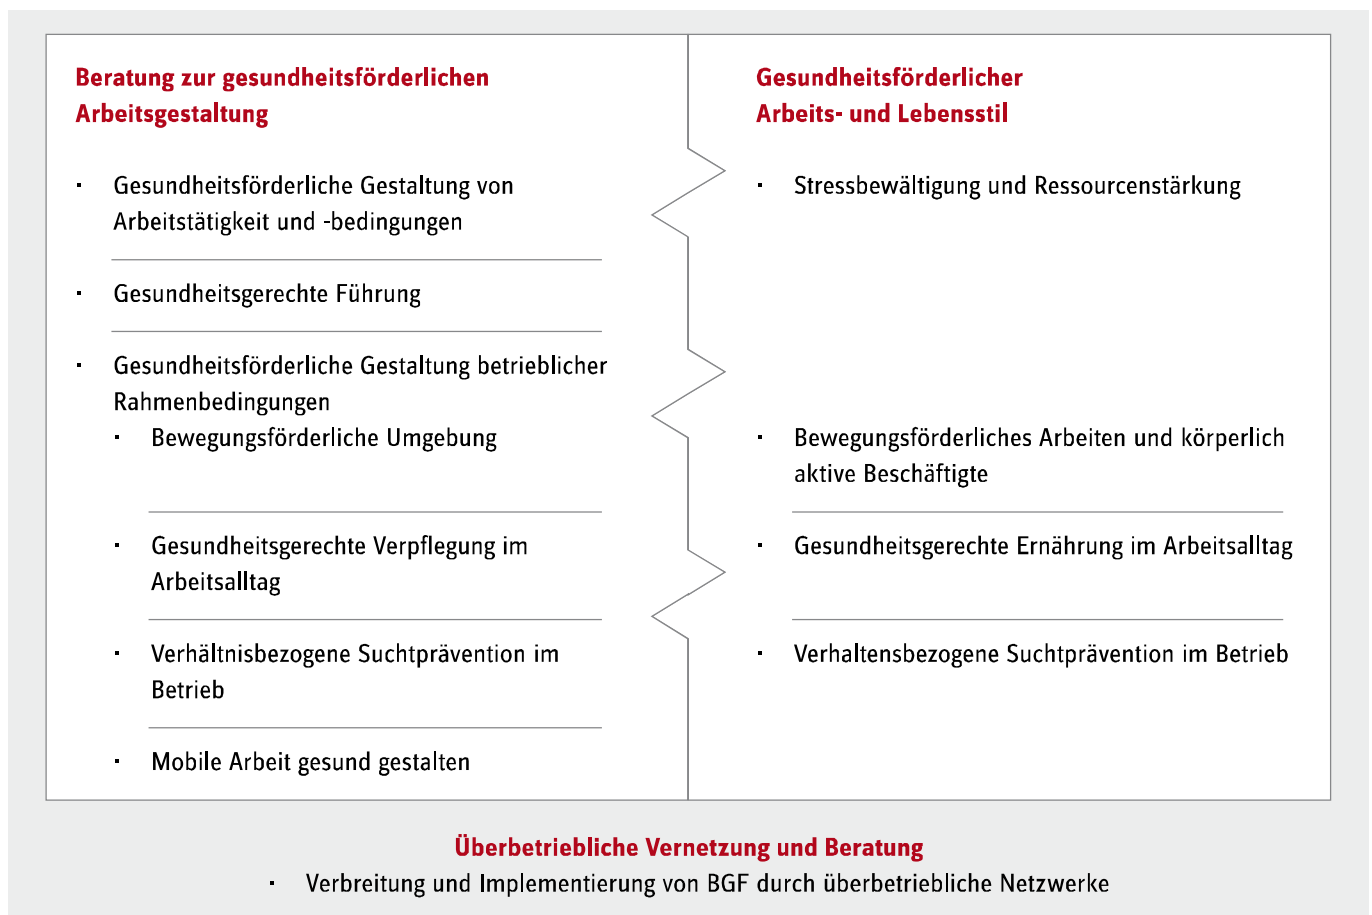 Beratung zur gesundheitsförderlichen
Arbeitsgestaltung
· Gesundheitsförderliche Gestaltung von
Arbeitstätigkeit und -bedingungen
· Gesundheitsgerechte Führung
· Gesundheitsförderliche Gestaltung betrieblicher
Rahmenbedingungen
· Bewegungsförderliche Umgebung
· Gesundheitsgerechte Verpflegung im
Arbeitsalltag
· Verhältnisbezogene Suchtprävention im
Betrieb
· Mobile Arbeit gesund gestalten
Gesundheitsförderlicher
Arbeits- und Lebensstil
· Stressbewältigung und Ressourcenstärkung
· Bewegungsförderliches Arbeiten und körperlich
aktive Beschäftigte
· Gesundheitsgerechte Ernährung im Arbeitsalltag
· Verhaltensbezogene Suchtprävention im Betrieb
Überbetriebliche Vernetzung und Beratung
· Verbreitung und Implementierung von BGF durch überbetriebliche Netzwerke